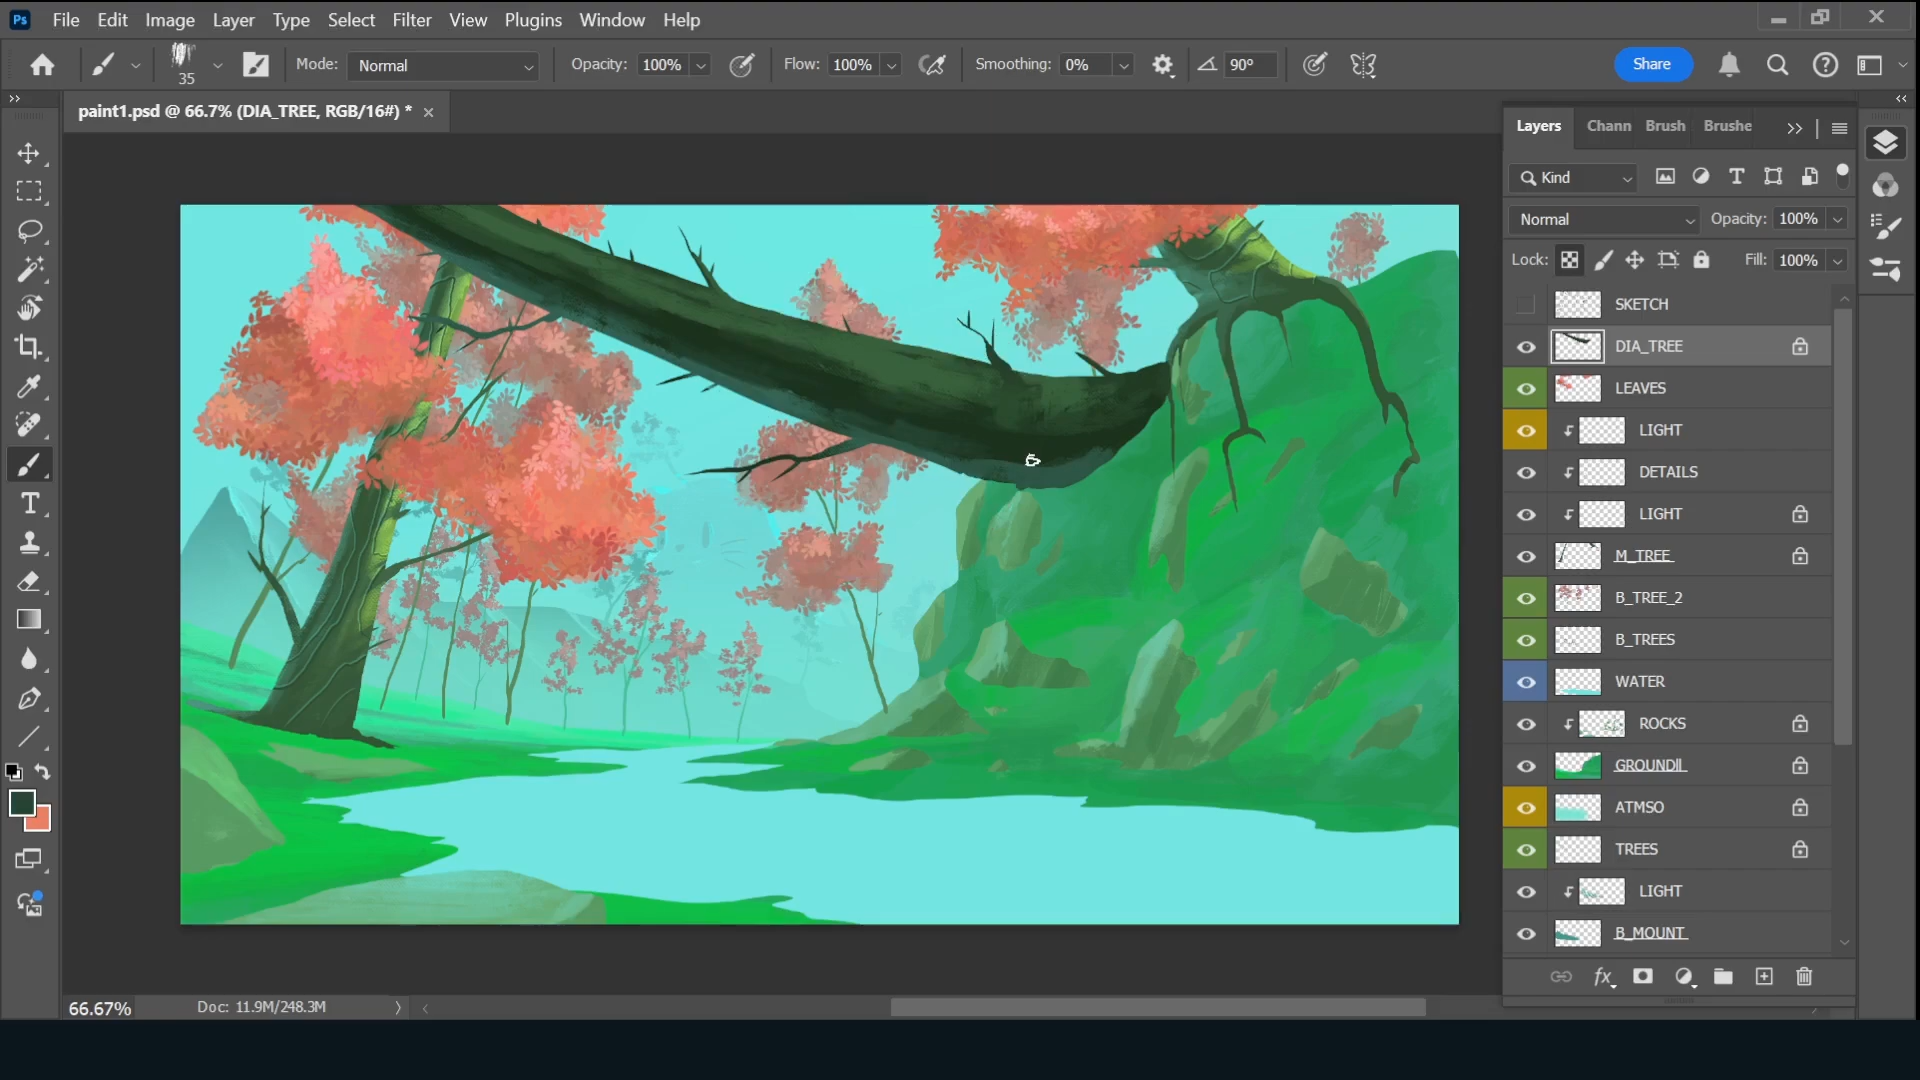 Ps File Edit Image Layer Type Select Filter View Plugins Window Help
35 Mode: Normal Opacity: 100% Flow: 100% Smoothing: 0% 90° Share
paint1.psd @ 66.7% (DIA_TREE, RGB/16#) *
Layers Chann Brush Brushe
Kind
Normal Opacity: 100%
Lock: Fill: 100%
SKETCH
DIA_TREE
LEAVES
LIGHT
DETAILS
LIGHT
M_TREE
B_TREE_2
B_TREES
WATER
ROCKS
GROUNDII
ATMSO
TREES
LIGHT
B_MOUNT
66.67% Doc: 11.9M/248.3M